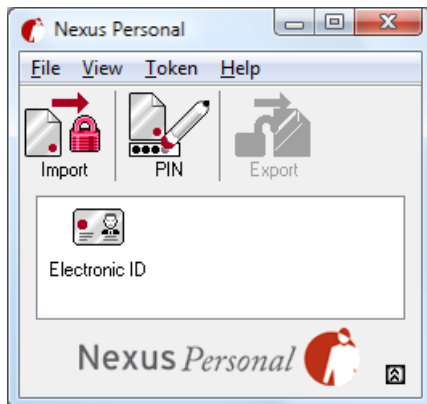 Nexus Personal
File View Token Help
Import PIN Export
Electronic ID
Nexus Personal